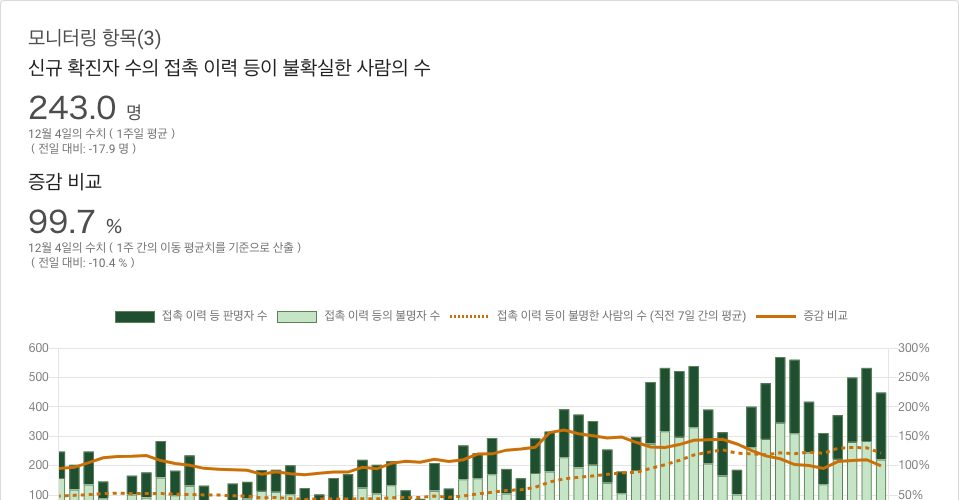 모니터링 항목(3)
신규 확진자 수의 접촉 이력 등이 불확실한 사람의 수
243.0 명
12월 4일의 수치 ( 1주일 평균 )
( 전일 대비: -17.9 명 )
증감 비교
99.7 %
12월 4일의 수치 ( 1주 간의 이동 평균치를 기준으로 산출 )
( 전일 대비: -10.4 % )
접촉 이력 등 판명자 수 접촉 이력 등의 불명자 수 접촉 이력 등이 불명한 사람의 수 (직전 7일 간의 평균) 증감 비교
600 300%
500 250%
400 200%
300 150%
200 100%
100 50%